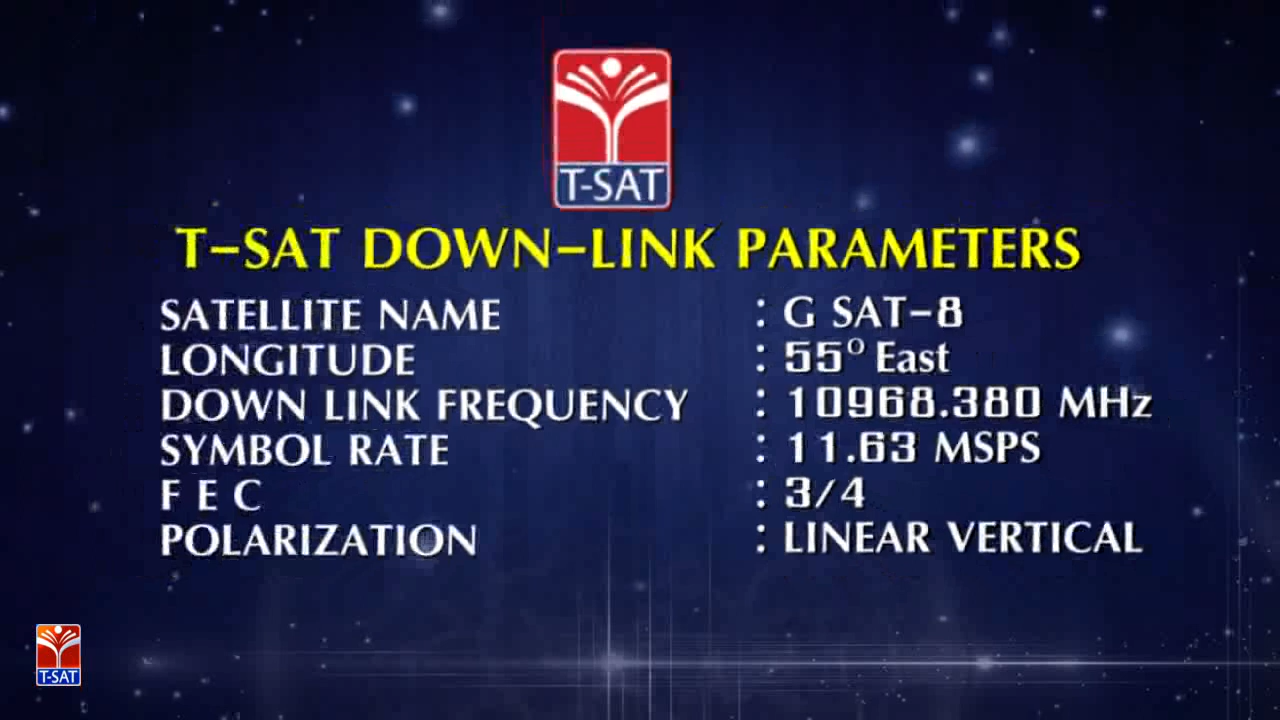 T-SAT
T-SAT DOWN-LINK PARAMETERS
SATELLITE NAME : G SAT-8
LONGITUDE : 55° East
DOWN LINK FREQUENCY : 10968.380 MHz
SYMBOL RATE : 11.63 MSPS
F E C : 3/4
POLARIZATION : LINEAR VERTICAL
T-SAT